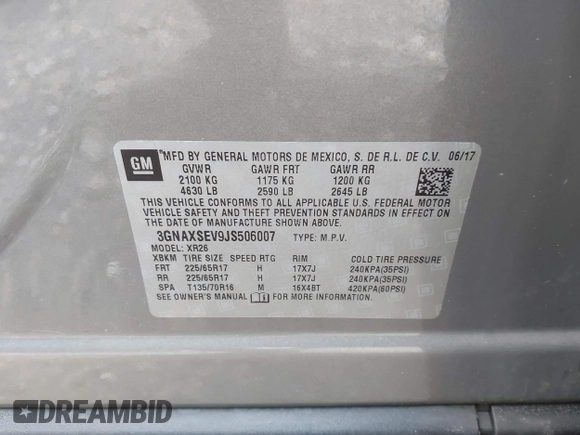 GM
*MFD BY GENERAL MOTORS DE MEXICO, S. DE R.L. DE C.V. 06/17
GVWR GAWR FRT GAWR RR
2100 KG 1175 KG 1200 KG
4630 LB 2590 LB 2645 LB
THIS VEHICLE CONFORMS TO ALL APPLICABLE U.S. FEDERAL MOTOR
VEHICLE SAFETY AND THEFT PREVENTION STANDARDS IN EFFECT ON
THE DATE OF MANUFACTURE SHOWN ABOVE.
3GNAXSEV9JS506007 TYPE: M.P.V.
MODEL: XR26
XBKM TIRE SIZE SPEED RTG RIM COLD TIRE PRESSURE
FRT 225/65R17 H 17X7J 240KPA(35PSI)
RR 225/65R17 H 17X7J 240KPA(35PSI)
SPA T135/70R16 M 16X4BT 420KPA(60PSI)
SEE OWNER'S MANUAL FOR MORE INFORMATION.
DREAMBID